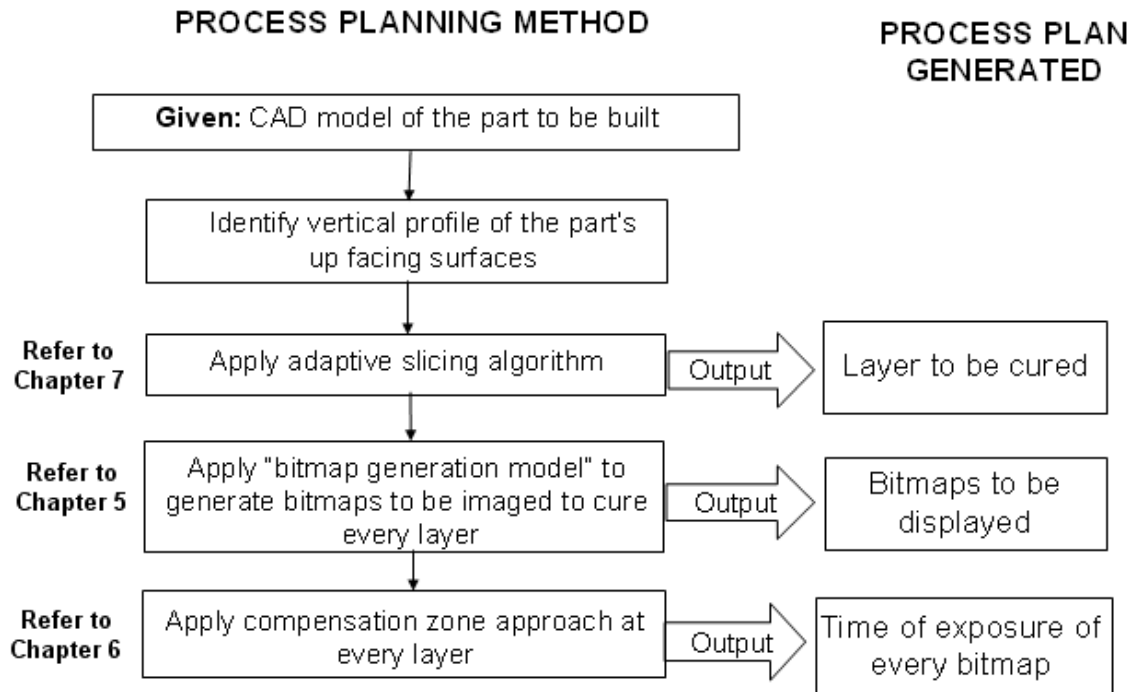 PROCESS PLANNING METHOD
PROCESS PLAN
GENERATED
Given: CAD model of the part to be built
Identify vertical profile of the part's
up facing surfaces
Refer to
Chapter 7
Apply adaptive slicing algorithm
Output
Layer to be cured
Refer to
Chapter 5
Apply "bitmap generation model" to
generate bitmaps to be imaged to cure
every layer
Output
Bitmaps to be
displayed
Refer to
Chapter 6
Apply compensation zone approach at
every layer
Output
Time of exposure of
every bitmap